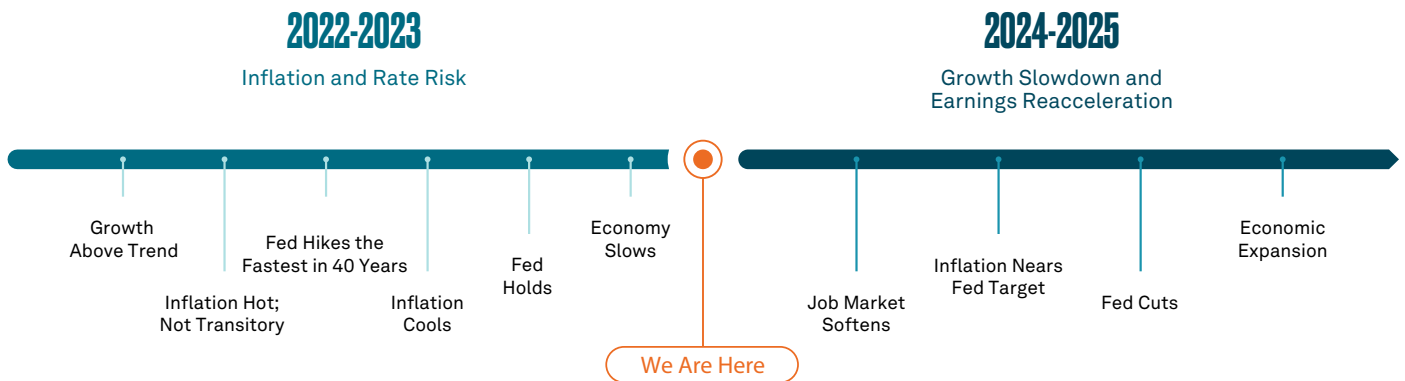 2022-2023
Inflation and Rate Risk
2024-2025
Growth Slowdown and
Earnings Reacceleration
Growth
Above Trend
Inflation Hot;
Not Transitory
Fed Hikes the
Fastest in 40 Years
Inflation
Cools
Fed
Holds
Economy
Slows
We Are Here
Job Market
Softens
Inflation Nears
Fed Target
Fed Cuts
Economic
Expansion